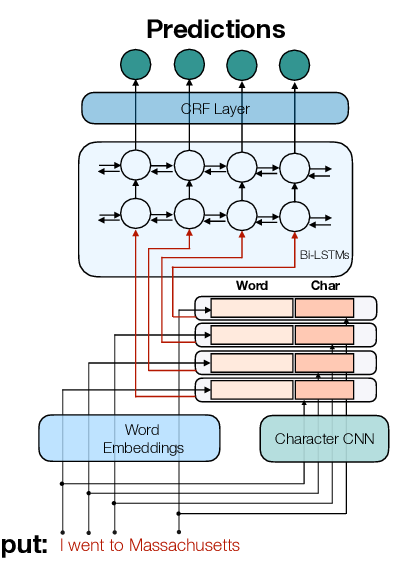 Predictions
CRF Layer
Bi-LSTMs
Word Char
Word
Embeddings
Character CNN
put: I went to Massachusetts